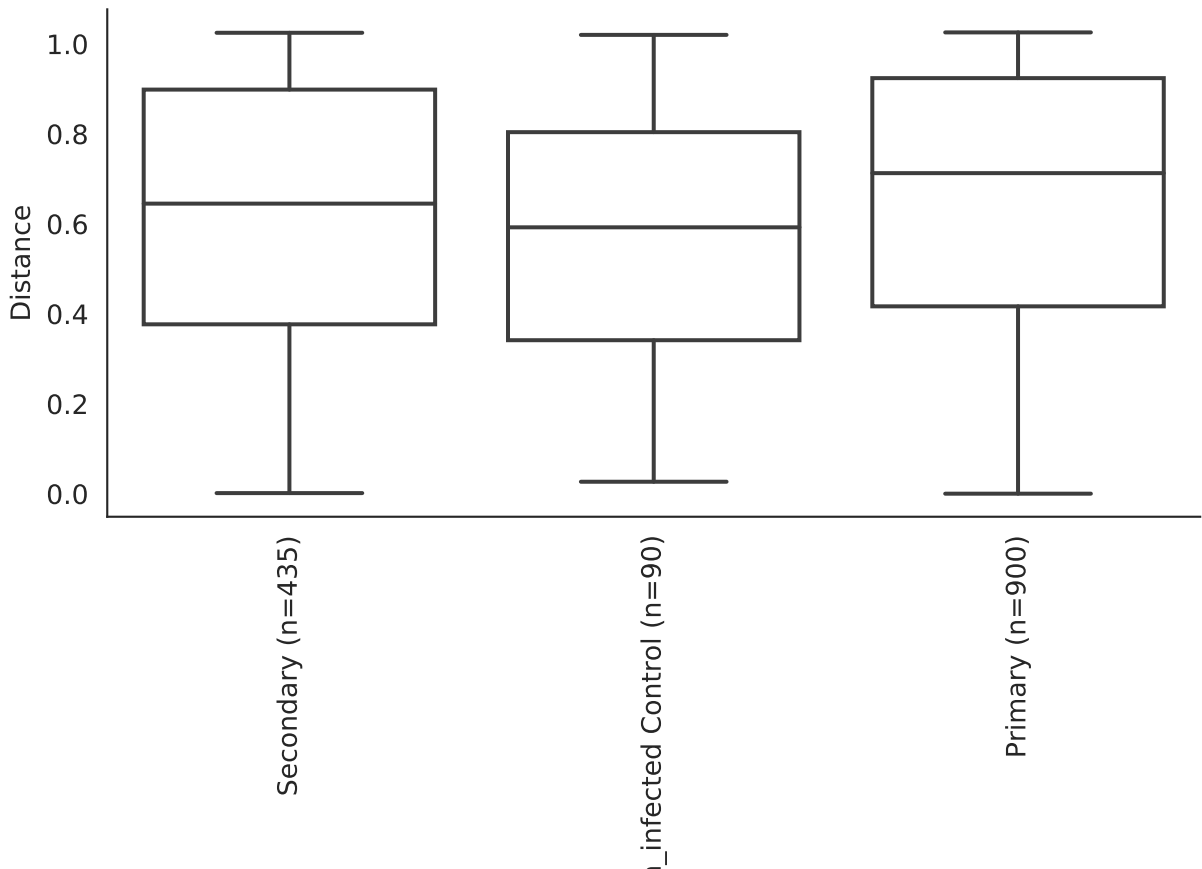 1.0
0.8
0.6
0.4
0.2
0.0
Distance
Secondary (n=435)
_infected Control (n=90)
Primary (n=900)